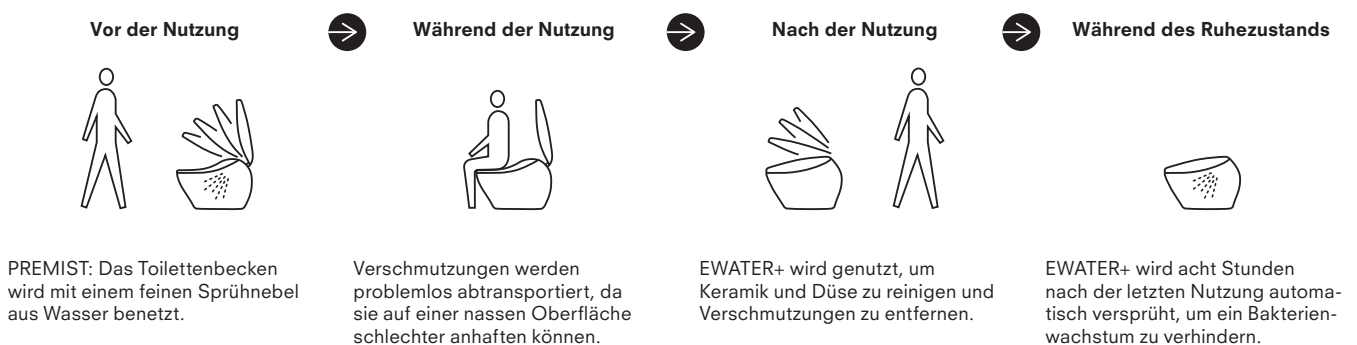 Vor der Nutzung
Während der Nutzung
Nach der Nutzung
Während des Ruhezustands
PREMIST: Das Toilettenbecken
wird mit einem feinen Sprühnebel
aus Wasser benetzt.
Verschmutzungen werden
problemlos abtransportiert, da
sie auf einer nassen Oberfläche
schlechter anhaften können.
EWATER+ wird genutzt, um
Keramik und Düse zu reinigen und
Verschmutzungen zu entfernen.
EWATER+ wird acht Stunden
nach der letzten Nutzung automa-
tisch versprüht, um ein Bakterien-
wachstum zu verhindern.